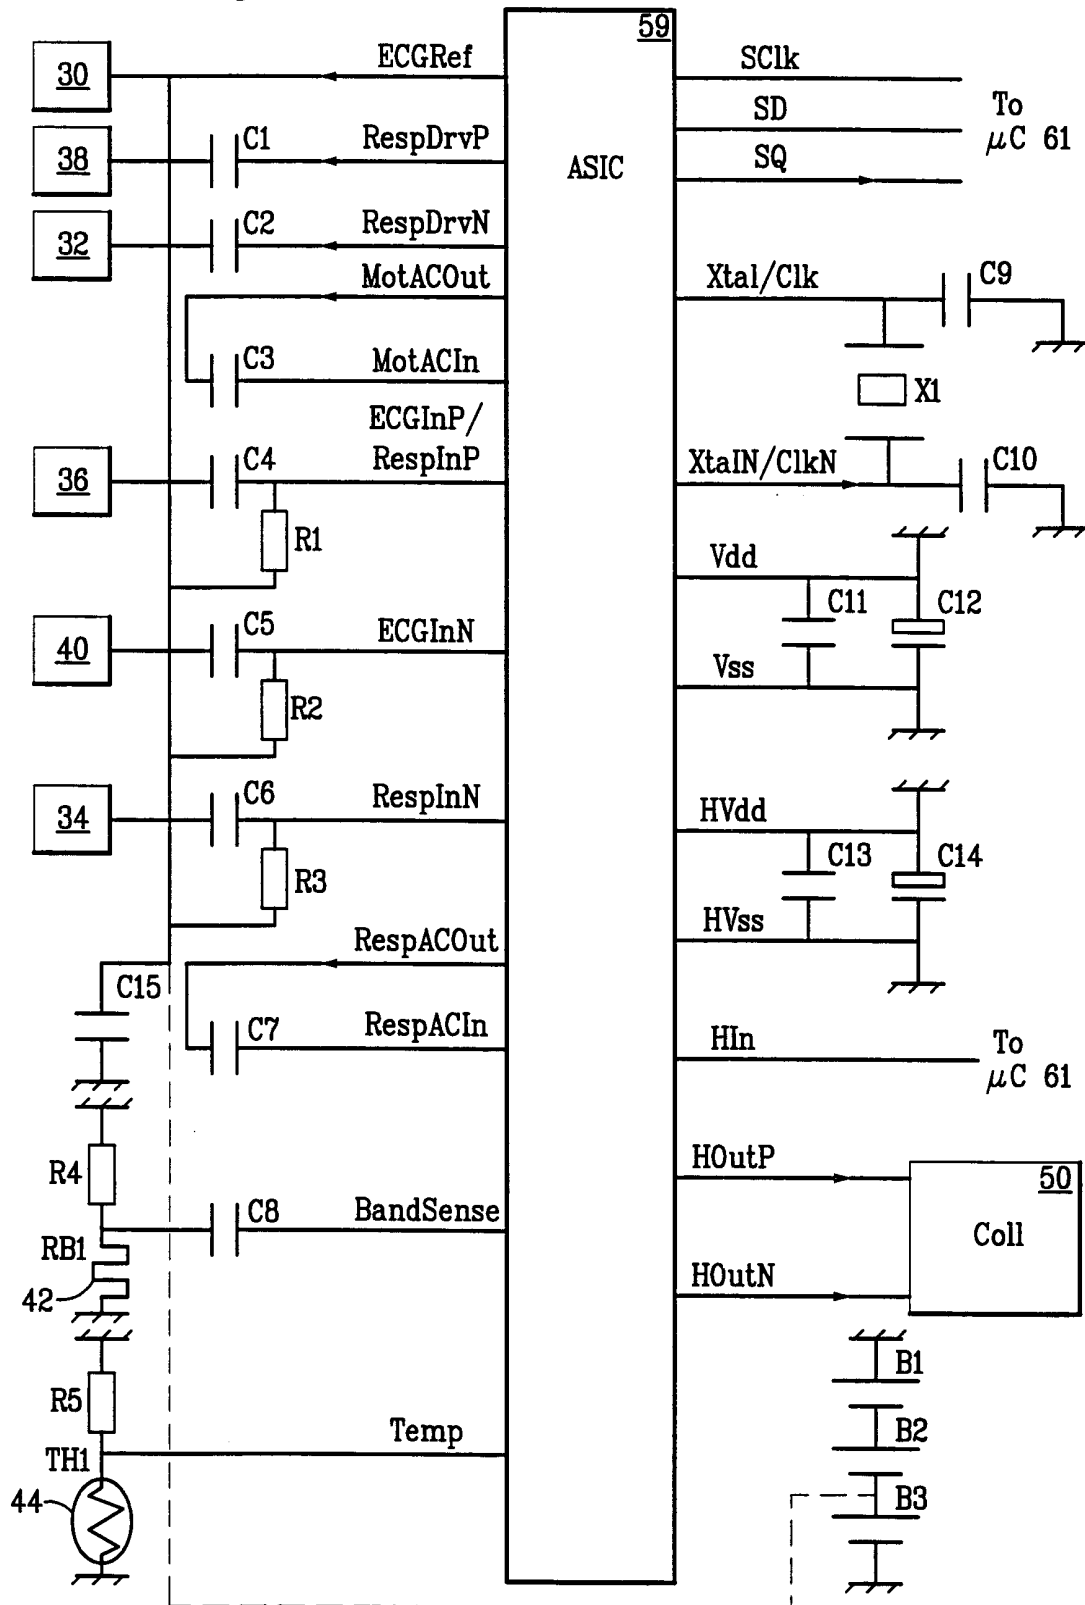 59
30
ECGRef
SClk
38
C1
RespDrvP
ASIC
SD
To
μC 61
SQ
32
C2
RespDrvN
MotACOut
Xtal/Clk
C9
C3
MotACIn
X1
ECGInP/
RespInP
36
C4
XtaIN/ClkN
C10
R1
Vdd
C11
C12
40
C5
ECGInN
Vss
R2
34
C6
RespInN
HVdd
C13
C14
R3
HVss
RespACOut
C15
C7
RespACIn
HIn
To
μC 61
R4
HOutP
50
Coll
C8
BandSense
RB1
42
HOutN
B1
R5
B2
Temp
TH1
44
B3